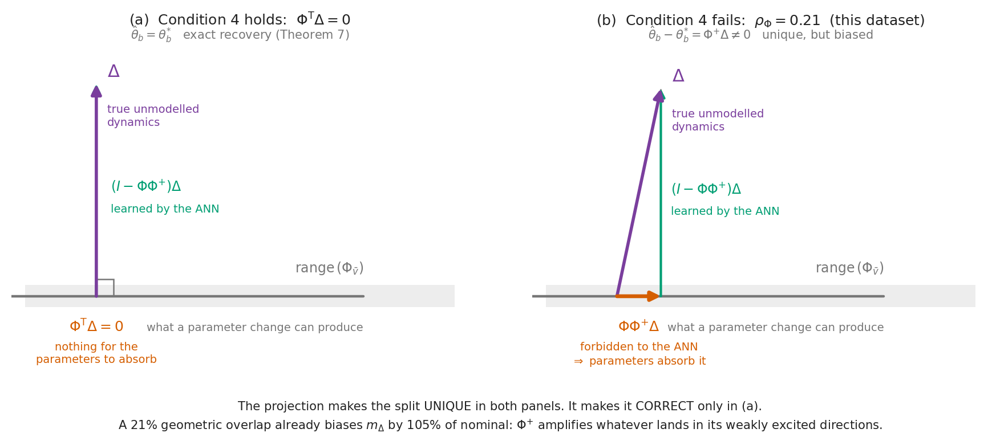 (a) Condition 4 holds: Φᵀ Δ = 0
θ̂_b = θ_b^* exact recovery (Theorem 7)
Δ
true unmodelled
dynamics
(I − ΦΦ⁺)Δ
learned by the ANN
range (Φ_v̄)
Φᵀ Δ = 0
what a parameter change can produce
nothing for the
parameters to absorb
(b) Condition 4 fails: ρ_Φ = 0.21 (this dataset)
θ̂_b − θ_b^* = Φ⁺Δ ≠ 0 unique, but biased
Δ
true unmodelled
dynamics
(I − ΦΦ⁺)Δ
learned by the ANN
range (Φ_v̄)
ΦΦ⁺Δ
what a parameter change can produce
forbidden to the ANN
⇒ parameters absorb it
The projection makes the split UNIQUE in both panels. It makes it CORRECT only in (a).
A 21% geometric overlap already biases m_Δ by 105% of nominal: Φ⁺ amplifies whatever lands in its weakly excited directions.